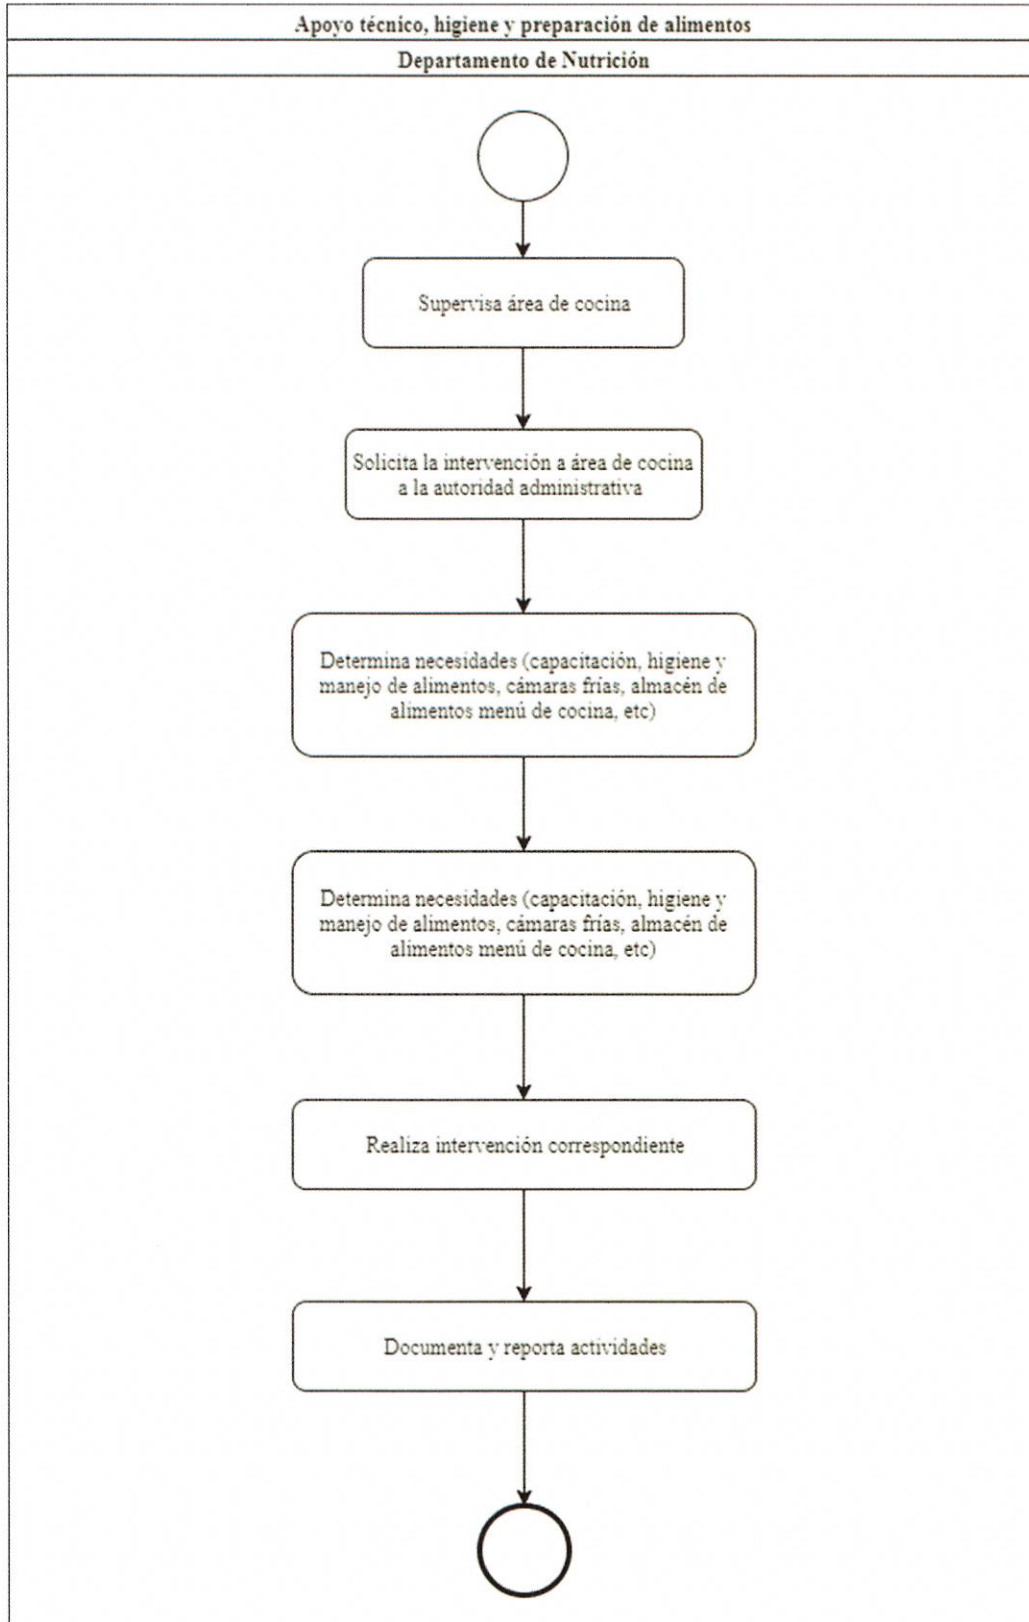 Apoyo técnico, higiene y preparación de alimentos
Departamento de Nutrición
Supervisa área de cocina
Solicita la intervención a área de cocina
a la autoridad administrativa
Determina necesidades (capacitación, higiene y
manejo de alimentos, cámaras frías, almacén de
alimentos menú de cocina, etc)
Determina necesidades (capacitación, higiene y
manejo de alimentos, cámaras frías, almacén de
alimentos menú de cocina, etc)
Realiza intervención correspondiente
Documenta y reporta actividades